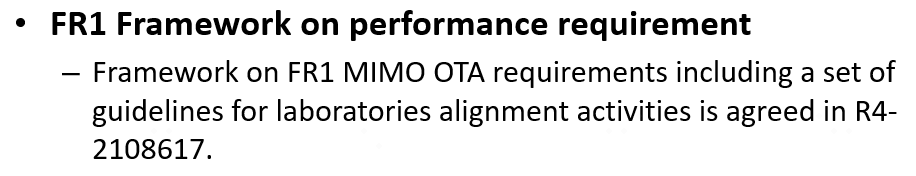 • FR1 Framework on performance requirement
– Framework on FR1 MIMO OTA requirements including a set of
guidelines for laboratories alignment activities is agreed in R4-
2108617.